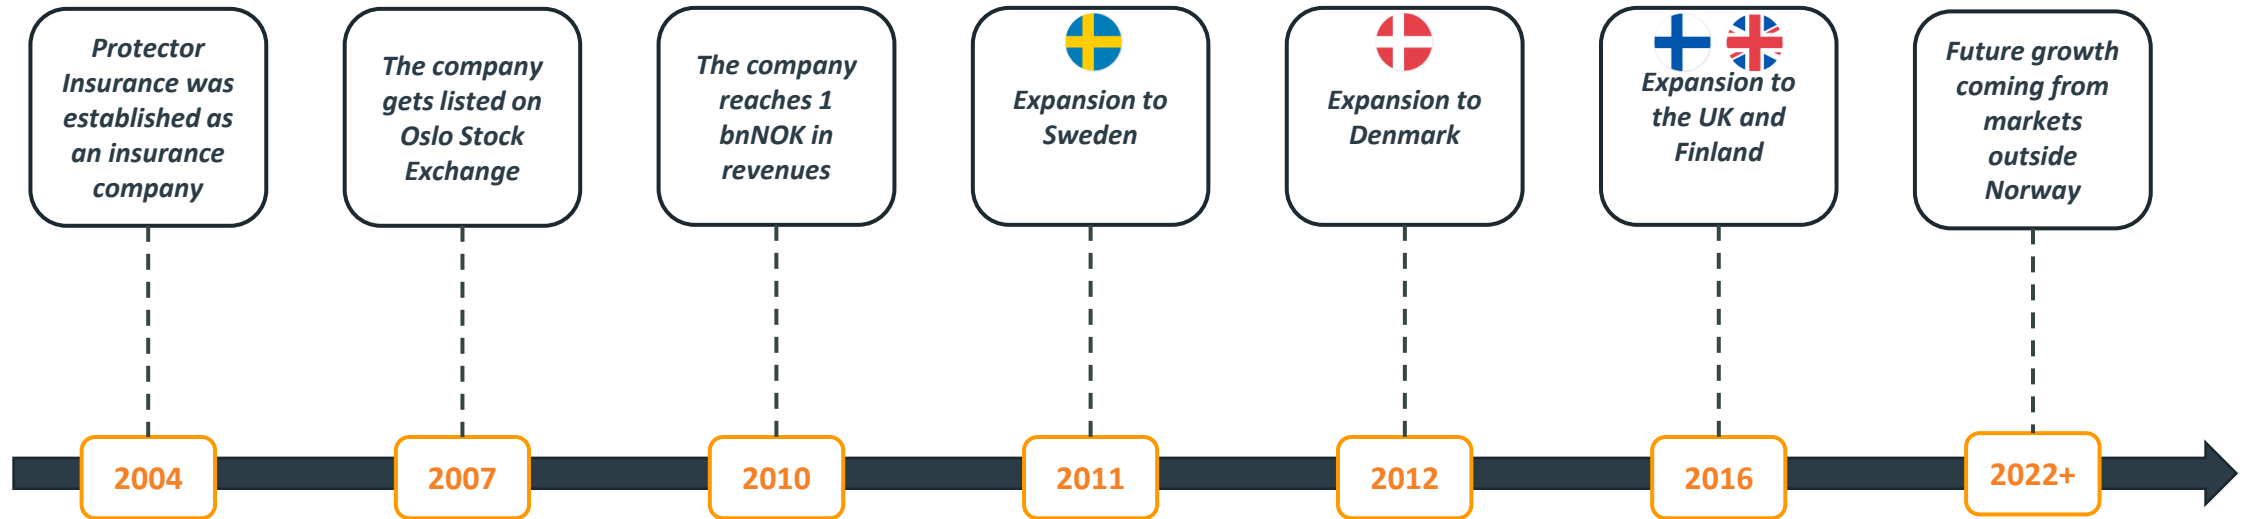 Protector
Insurance was
established as
an insurance
company
The company
gets listed on
Oslo Stock
Exchange
The company
reaches 1
bnNOK in
revenues
Expansion to
Sweden
Expansion to
Denmark
Expansion to
the UK and
Finland
Future growth
coming from
markets
outside
Norway
2004
2007
2010
2011
2012
2016
2022+